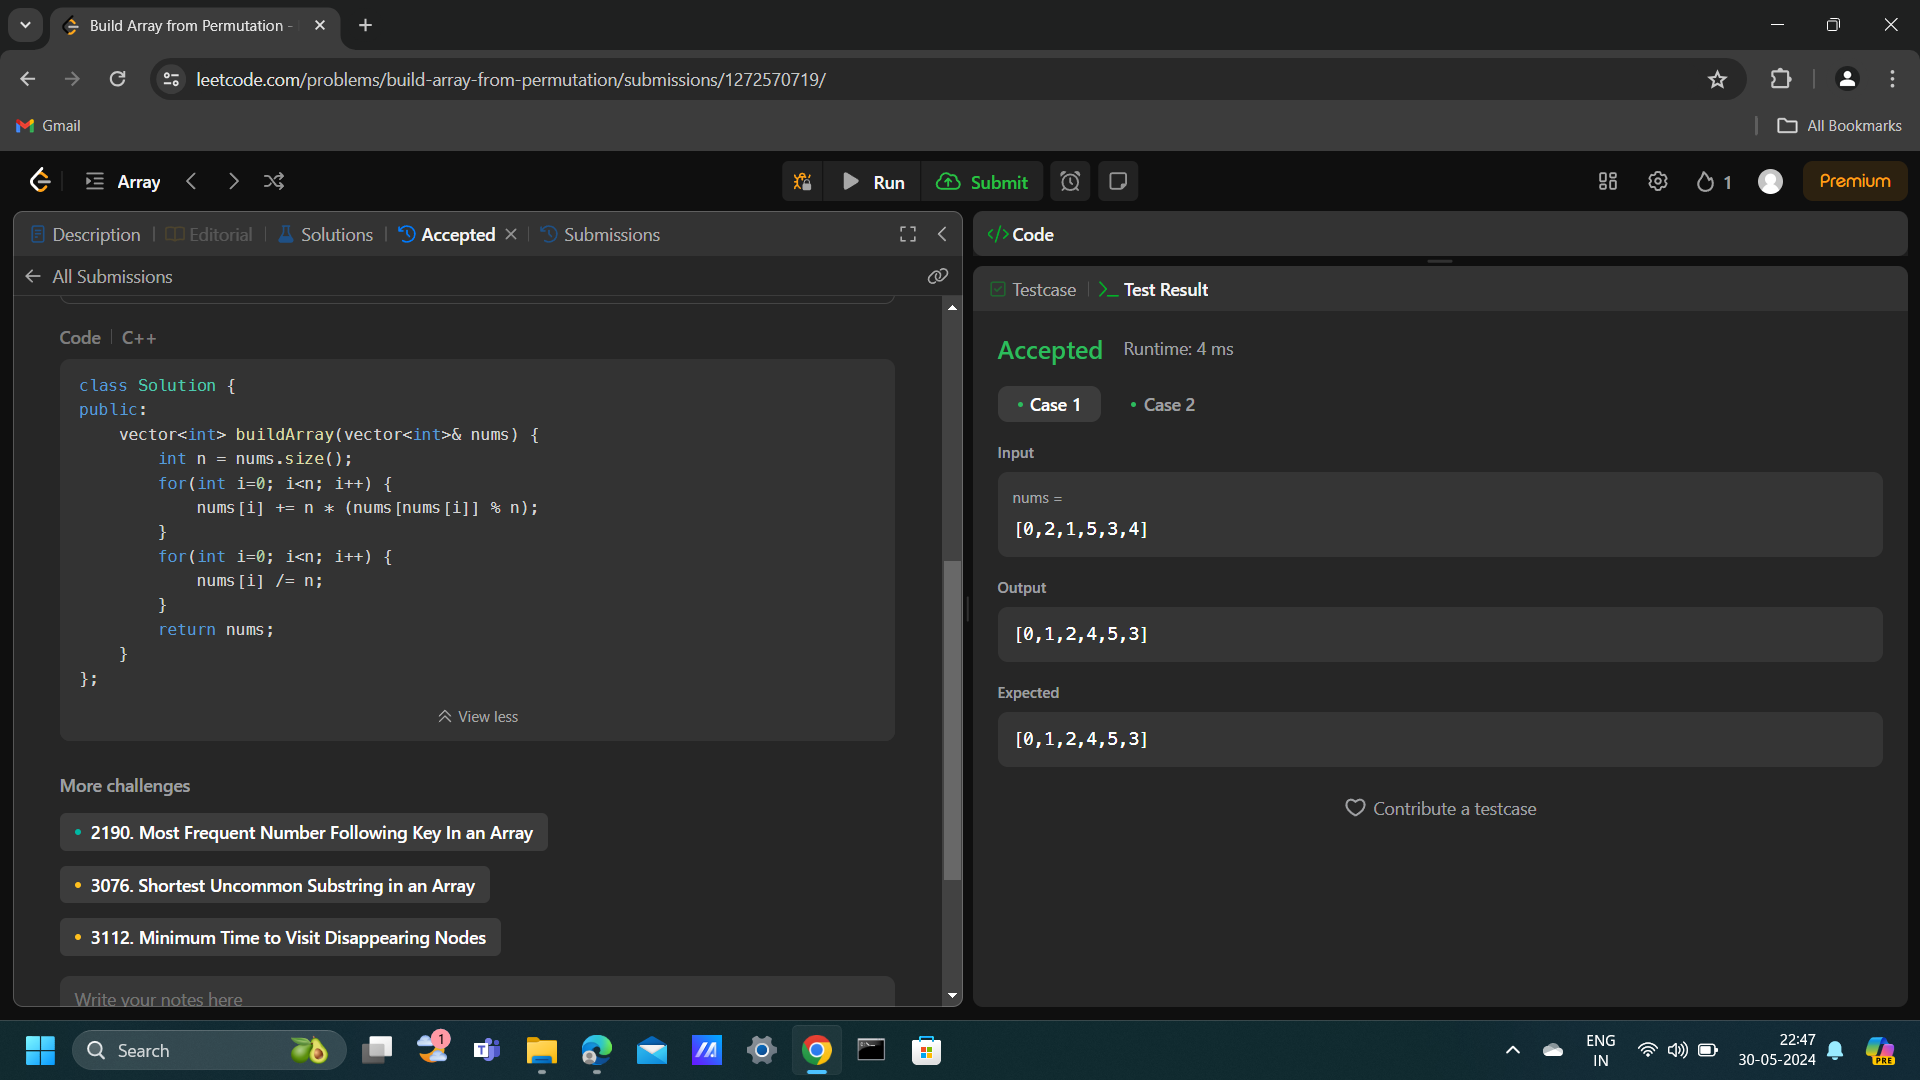 Build Array from Permutation -
leetcode.com/problems/build-array-from-permutation/submissions/1272570719/
Gmail
All Bookmarks
Array
Run
Submit
1
Premium
Description
Editorial
Solutions
Accepted
Submissions
All Submissions
Code
C++
class Solution {
public:
    vector<int> buildArray(vector<int>& nums) {
        int n = nums.size();
        for(int i=0; i<n; i++) {
            nums[i] += n * (nums[nums[i]] % n);
        }
        for(int i=0; i<n; i++) {
            nums[i] /= n;
        }
        return nums;
    }
};
View less
More challenges
2190. Most Frequent Number Following Key In an Array
3076. Shortest Uncommon Substring in an Array
3112. Minimum Time to Visit Disappearing Nodes
Write your notes here
</> Code
Testcase
>_ Test Result
Accepted Runtime: 4 ms
Case 1
Case 2
Input
nums =
[0,2,1,5,3,4]
Output
[0,1,2,4,5,3]
Expected
[0,1,2,4,5,3]
Contribute a testcase
Search
1
PRE
ENG
IN
22:47
30-05-2024